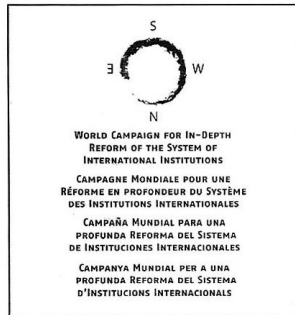 S
E W
N
WORLD CAMPAIGN FOR IN-DEPTH
REFORM OF THE SYSTEM OF
INTERNATIONAL INSTITUTIONS
CAMPAGNE MONDIALE POUR UNE
RÉFORME EN PROFONDEUR DU SYSTÈME
DES INSTITUTIONS INTERNATIONALES
CAMPAÑA MUNDIAL PARA UNA
PROFUNDA REFORMA DEL SISTEMA
DE INSTITUCIONES INTERNACIONALES
CAMPANYA MUNDIAL PER A UNA
PROFUNDA REFORMA DEL SISTEMA
D'INSTITUCIONS INTERNACIONALS